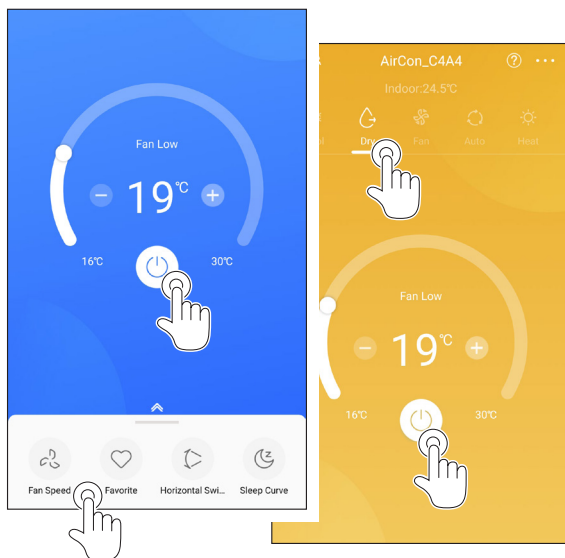 Fan Low
19°C
16°C
30°C
Fan Speed
Favorite
Horizontal Swi...
Sleep Curve
AirCon_C4A4
Indoor:24.5°C
Dry
Fan
Auto
Heat
Fan Low
19°C
16°C
30°C